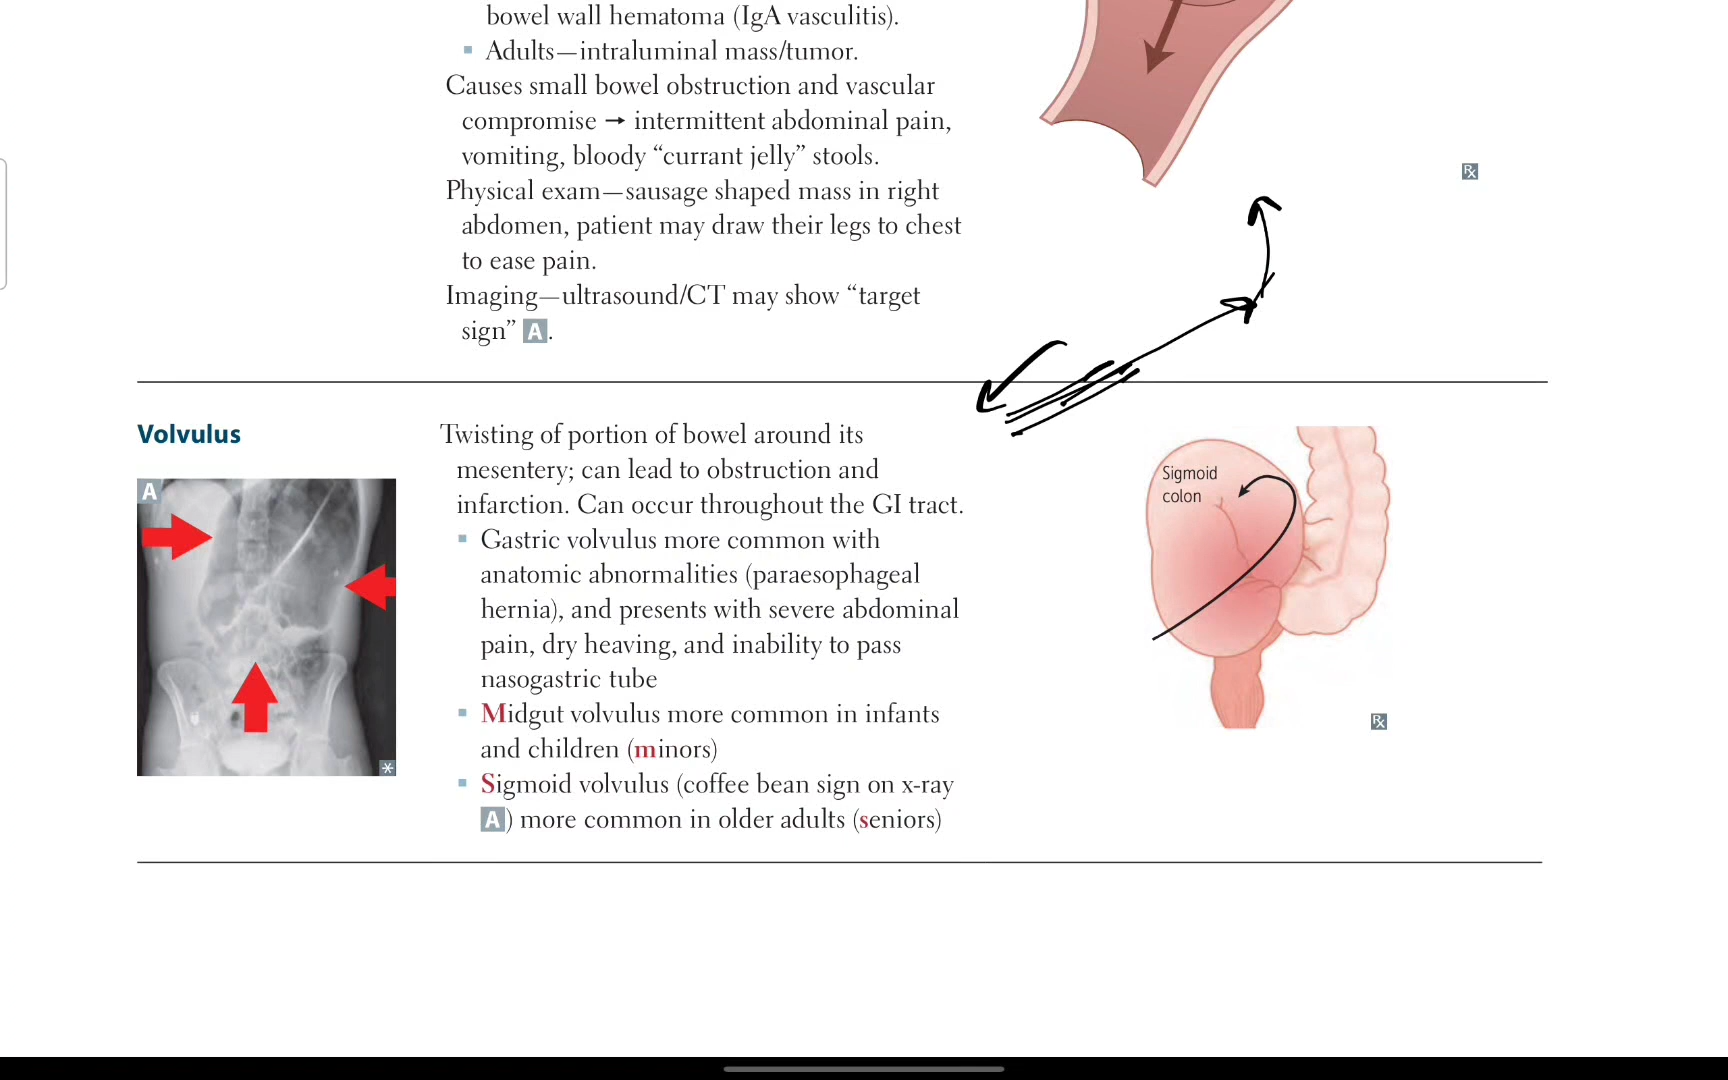 bowel wall hematoma (IgA vasculitis).
▪ Adults—intraluminal mass/tumor.
Causes small bowel obstruction and vascular
compromise → intermittent abdominal pain,
vomiting, bloody “currant jelly” stools.
Physical exam—sausage shaped mass in right
abdomen, patient may draw their legs to chest
to ease pain.
Imaging—ultrasound/CT may show “target
sign” A.
Rx
Volvulus
A
Twisting of portion of bowel around its
mesentery; can lead to obstruction and
infarction. Can occur throughout the GI tract.
▪ Gastric volvulus more common with
anatomic abnormalities (paraesophageal
hernia), and presents with severe abdominal
pain, dry heaving, and inability to pass
nasogastric tube
▪ Midgut volvulus more common in infants
and children (minors)
▪ Sigmoid volvulus (coffee bean sign on x-ray
A) more common in older adults (seniors)
Sigmoid
colon
Rx